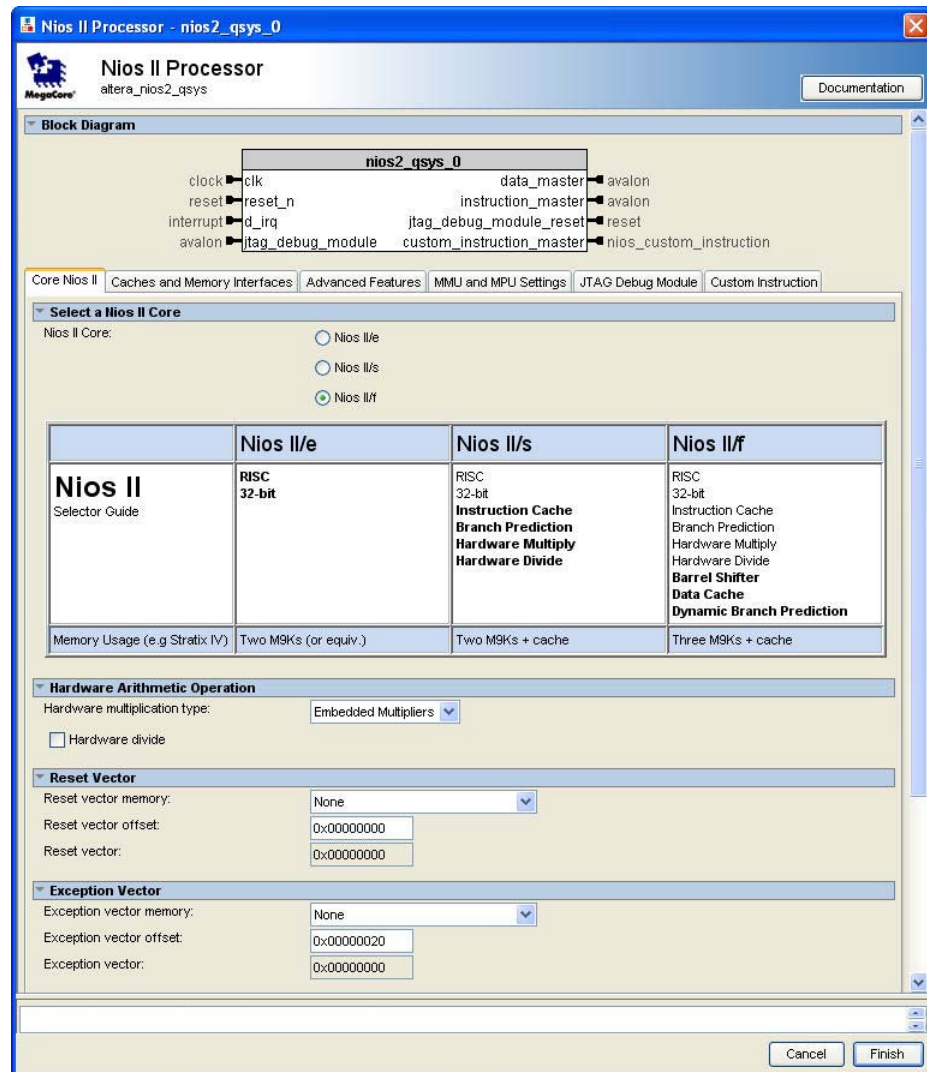 Nios II Processor - nios2_qsys_0
MegaCore'
Nios II Processor
altera_nios2_qsys
Documentation
Block Diagram
nios2_qsys_0
clock clk data_master avalon
reset reset_n instruction_master avalon
interrupt d_irq jtag_debug_module_reset reset
avalon jtag_debug_module custom_instruction_master nios_custom_instruction
Core Nios II Caches and Memory Interfaces Advanced Features MMU and MPU Settings JTAG Debug Module Custom Instruction
Select a Nios II Core
Nios II Core:
Nios II/e
Nios II/s
Nios II/f
Nios II/e Nios II/s Nios II/f
Nios II
Selector Guide
RISC
32-bit
RISC
32-bit
Instruction Cache
Branch Prediction
Hardware Multiply
Hardware Divide
RISC
32-bit
Instruction Cache
Branch Prediction
Hardware Multiply
Hardware Divide
Barrel Shifter
Data Cache
Dynamic Branch Prediction
Memory Usage (e.g Stratix IV) Two M9Ks (or equiv.) Two M9Ks + cache Three M9Ks + cache
Hardware Arithmetic Operation
Hardware multiplication type: Embedded Multipliers
Hardware divide
Reset Vector
Reset vector memory: None
Reset vector offset: 0x00000000
Reset vector: 0x00000000
Exception Vector
Exception vector memory: None
Exception vector offset: 0x00000020
Exception vector: 0x00000000
Cancel Finish